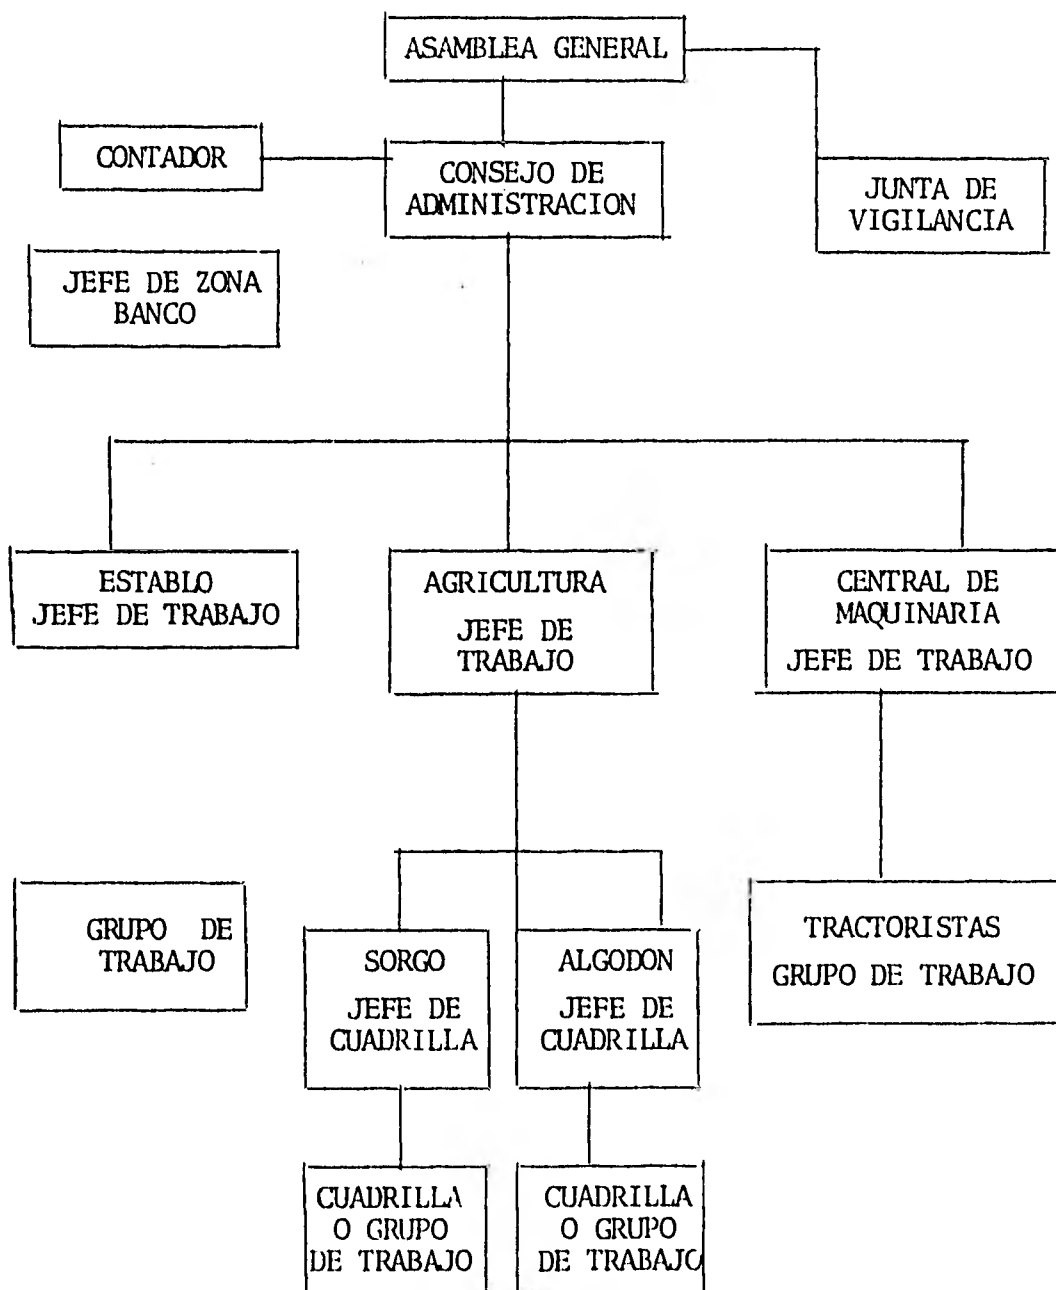 ASAMBLEA GENERAL
CONTADOR
CONSEJO DE
ADMINISTRACION
JUNTA DE
VIGILANCIA
JEFE DE ZONA
BANCO
ESTABLO
JEFE DE TRABAJO
AGRICULTURA
JEFE DE
TRABAJO
CENTRAL DE
MAQUINARIA
JEFE DE TRABAJO
GRUPO DE
TRABAJO
SORGO
JEFE DE
CUADRILLA
ALGODON
JEFE DE
CUADRILLA
TRACTORISTAS
GRUPO DE TRABAJO
CUADRILLA
O GRUPO
DE TRABAJO
CUADRILLA
O GRUPO
DE TRABAJO